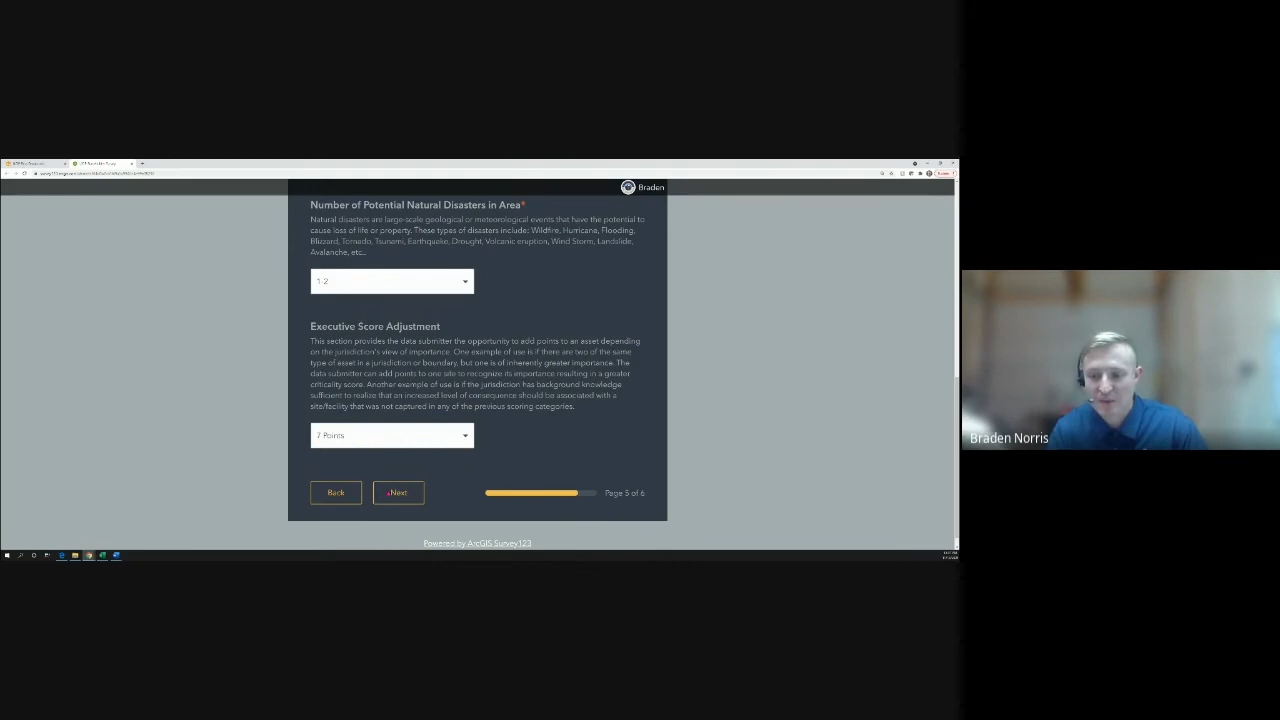 Braden
Number of Potential Natural Disasters in Area*
Natural disasters are large-scale geological or meteorological events that have the potential to
cause loss of life or property. These types of disasters include: Wildfire, Hurricane, Flooding,
Blizzard, Tornado, Tsunami, Earthquake, Drought, Volcanic eruption, Wind Storm, Landslide,
Avalanche, etc..
1-2
Executive Score Adjustment
This section provides the data submitter the opportunity to add points to an asset depending
on the jurisdiction's view of importance. One example of use is if there are two of the same
type of asset in a jurisdiction or boundary, but one is of inherently greater importance. The
data submitter can add points to one site to recognize its importance resulting in a greater
criticality score. Another example of use is if the jurisdiction has background knowledge
sufficient to realize that an increased level of consequence should be associated with a
site/facility that was not captured in any of the previous scoring categories.
7 Points
Back
Next
Page 5 of 6
Powered by ArcGIS Survey123
Braden Norris